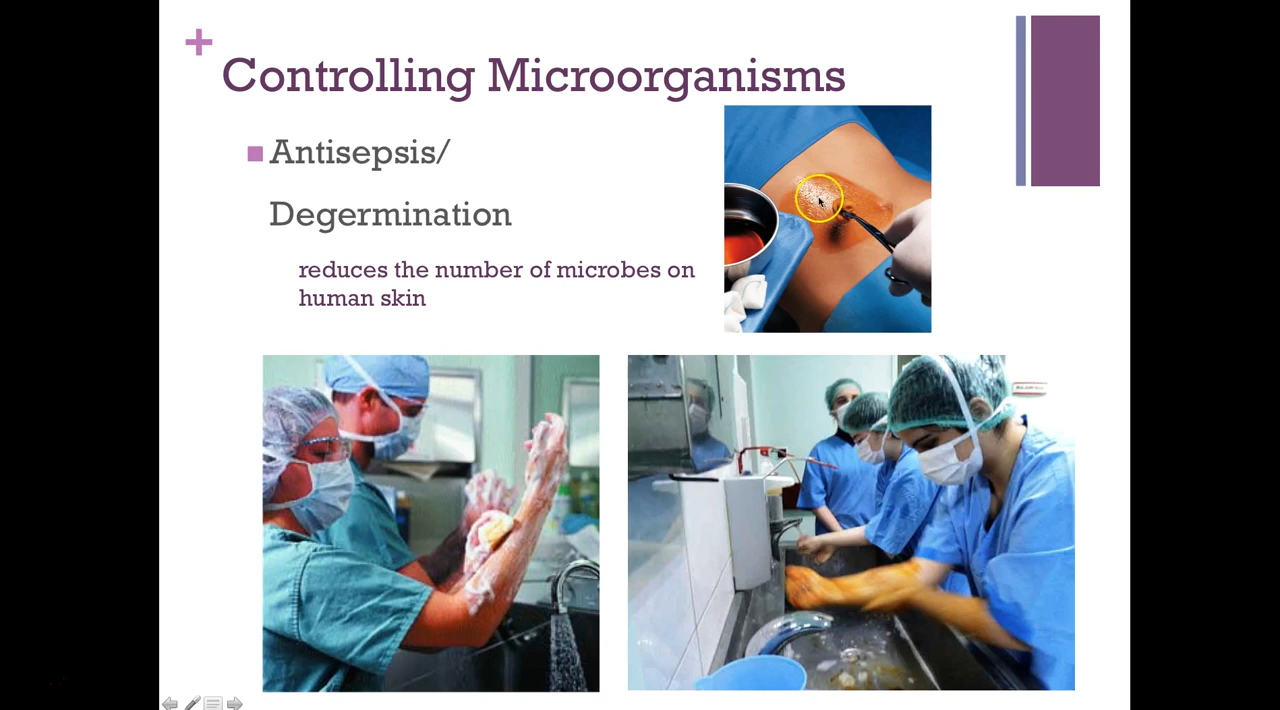 Controlling Microorganisms
Antisepsis/
Degermination
reduces the number of microbes on
human skin